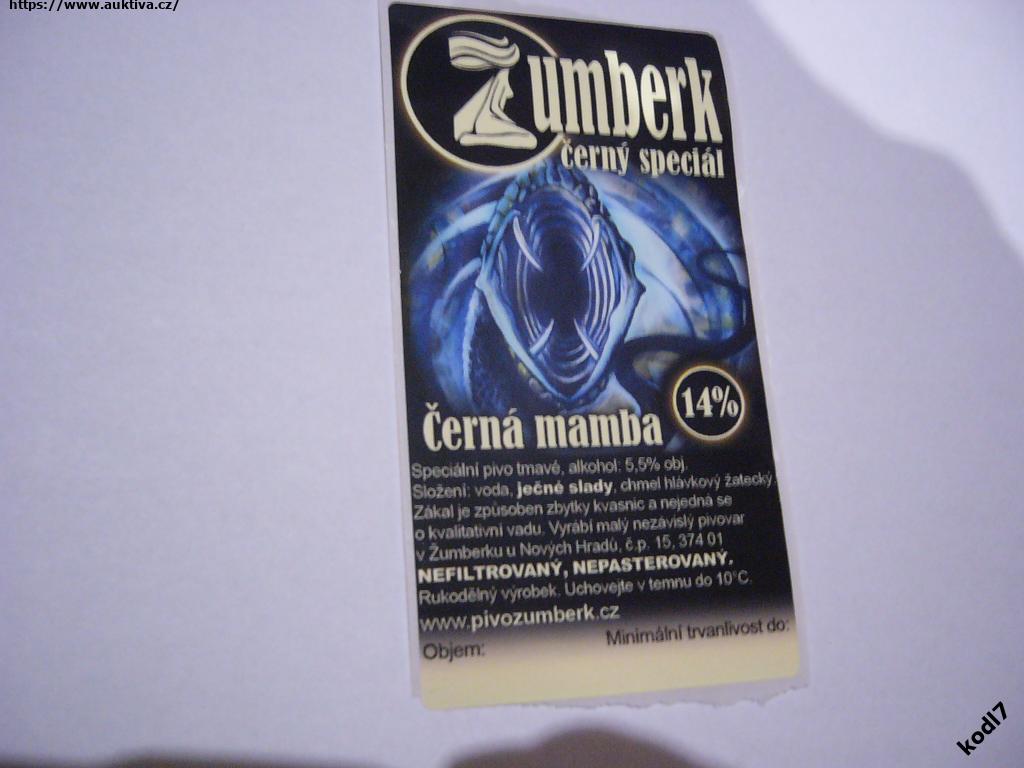 https://www.auktiva.cz/
Žumberk
černý speciál
14%
Černá mamba
Speciální pivo tmavé, alkohol: 5,5% obj.
Složení: voda, ječné slady, chmel hlávkový žatecký.
Zákal je způsoben zbytky kvasnic a nejedná se
o kvalitativní vadu. Vyrábí malý nezávislý pivovar
v Žumberku u Nových Hradů, č.p. 15, 374 01
NEFILTROVANÝ, NEPASTEROVANÝ.
Rukodělný výrobek. Uchovejte v temnu do 10°C.
www.pivozumberk.cz
Objem: Minimální trvanlivost do:
kodl7